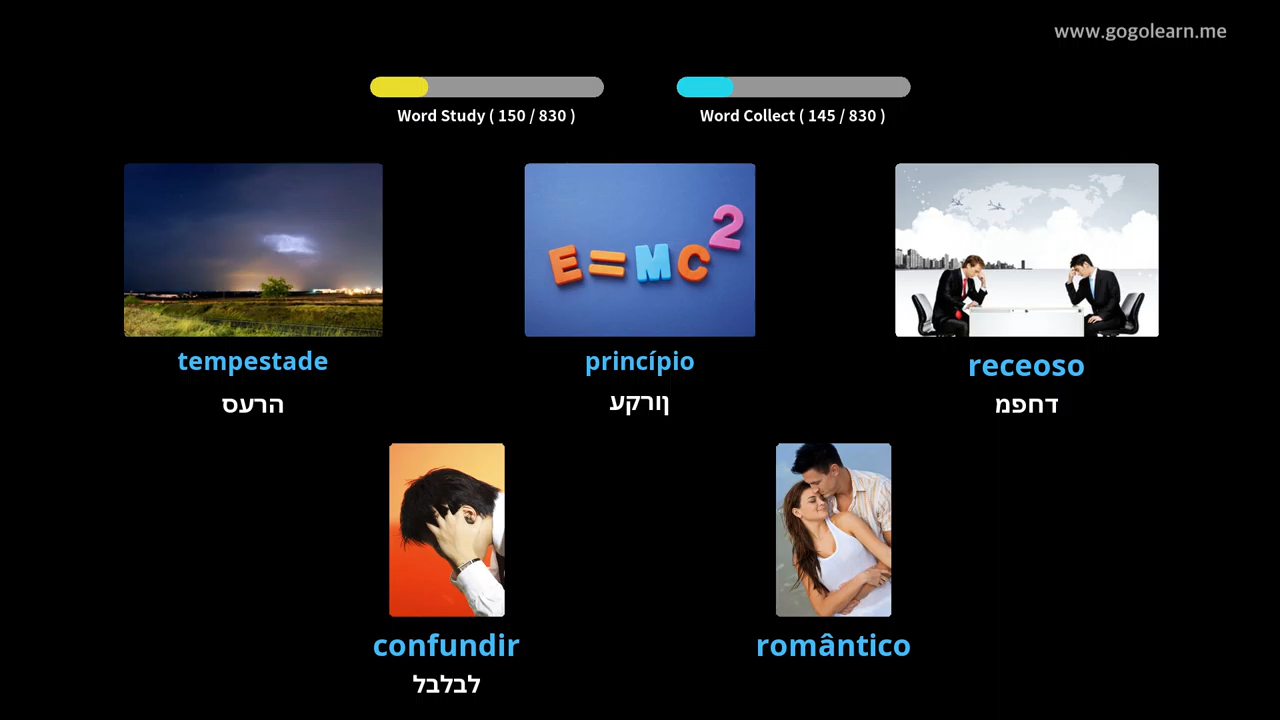 www.gogolearn.me
Word Study ( 150 / 830 )
Word Collect ( 145 / 830 )
tempestade
הרעס
princípio
ןורקע
receoso
דחפמ
confundir
לבלבל
romântico
E=MC2